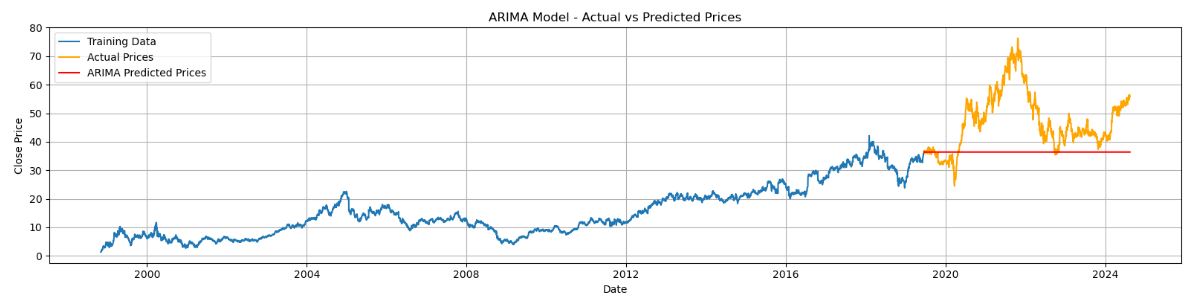 ARIMA Model - Actual vs Predicted Prices
Training Data
Actual Prices
ARIMA Predicted Prices
Close Price
80
70
60
50
40
30
20
10
0
2000 2004 2008 2012 2016 2020 2024
Date